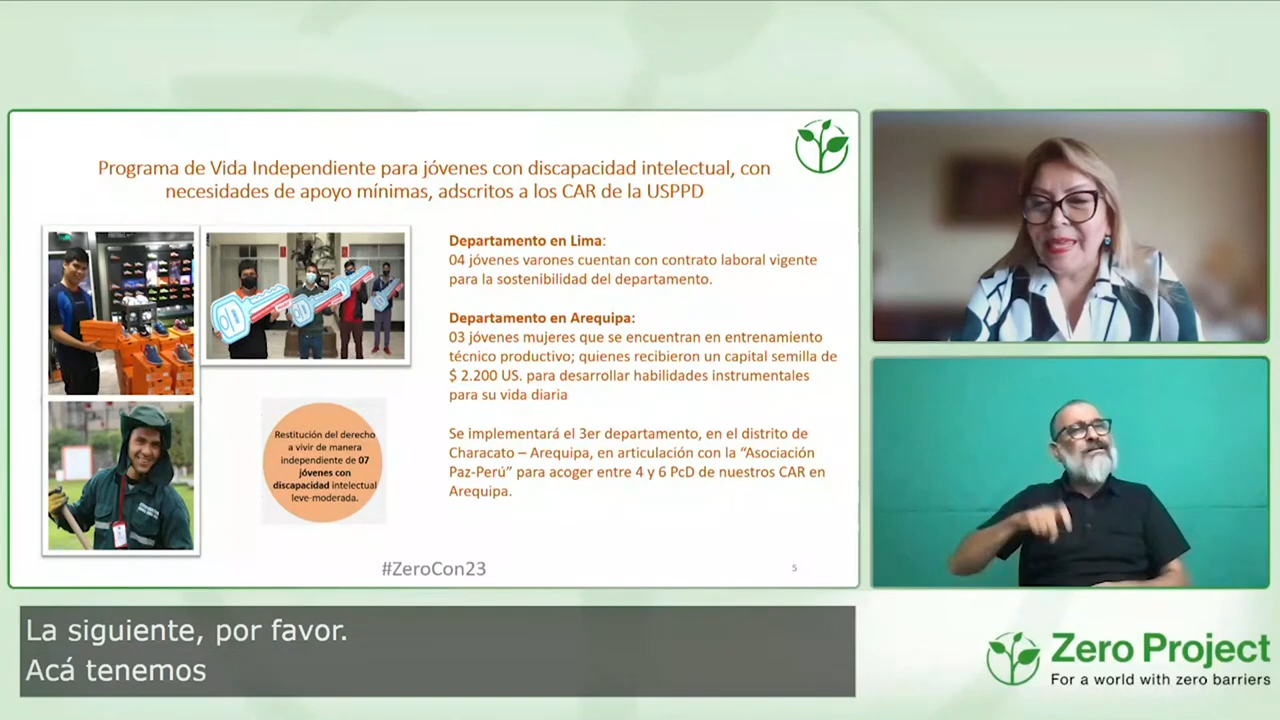 Programa de Vida Independiente para jóvenes con discapacidad intelectual, con
necesidades de apoyo mínimas, adscritos a los CAR de la USPPD
Departamento en Lima:
04 jóvenes varones cuentan con contrato laboral vigente
para la sostenibilidad del departamento.
Departamento en Arequipa:
03 jóvenes mujeres que se encuentran en entrenamiento
técnico productivo; quienes recibieron un capital semilla de
$ 2.200 US. para desarrollar habilidades instrumentales
para su vida diaria
Se implementará el 3er departamento, en el distrito de
Characato – Arequipa, en articulación con la “Asociación
Paz-Perú” para acoger entre 4 y 6 PcD de nuestros CAR en
Arequipa.
Restitución del derecho
a vivir de manera
independiente de 07
jóvenes con
discapacidad intelectual
leve-moderada.
#ZeroCon23
5
La siguiente, por favor.
Acá tenemos
Zero Project
For a world with zero barriers